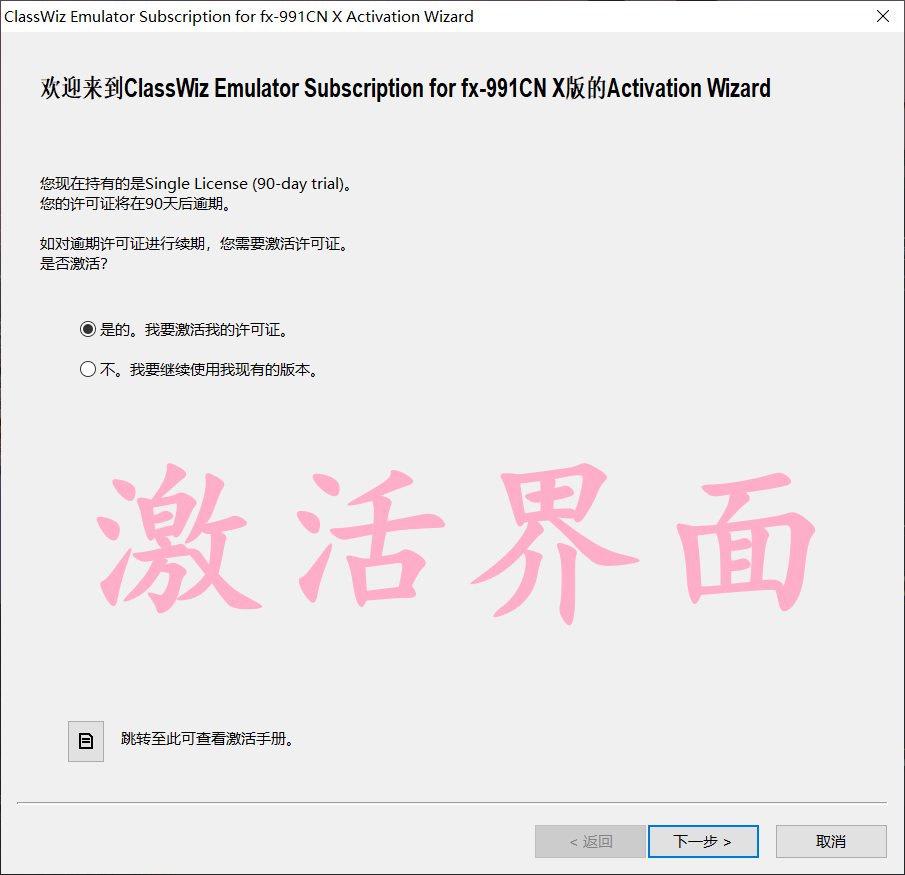 ClassWiz Emulator Subscription for fx-991CN X Activation Wizard
欢迎来到ClassWiz Emulator Subscription for fx-991CN X版的Activation Wizard
您现在持有的是Single License (90-day trial)。
您的许可证将在90天后逾期。
如对逾期许可证进行续期，您需要激活许可证。
是否激活？
是的。我要激活我的许可证。
不。我要继续使用我现有的版本。
激活界面
跳转至此可查看激活手册。
< 返回
下一步 >
取消